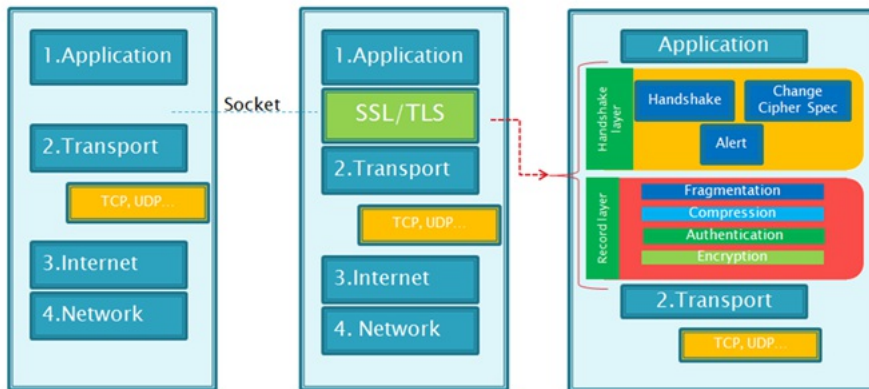 1.Application
2.Transport
TCP, UDP...
3.Internet
4.Network
Socket
1.Application
SSL/TLS
2.Transport
TCP, UDP...
3.Internet
4. Network
Application
Handshake layer
Handshake
Change
Cipher Spec
Alert
Record layer
Fragmentation
Compression
Authentication
Encryption
2.Transport
TCP, UDP...